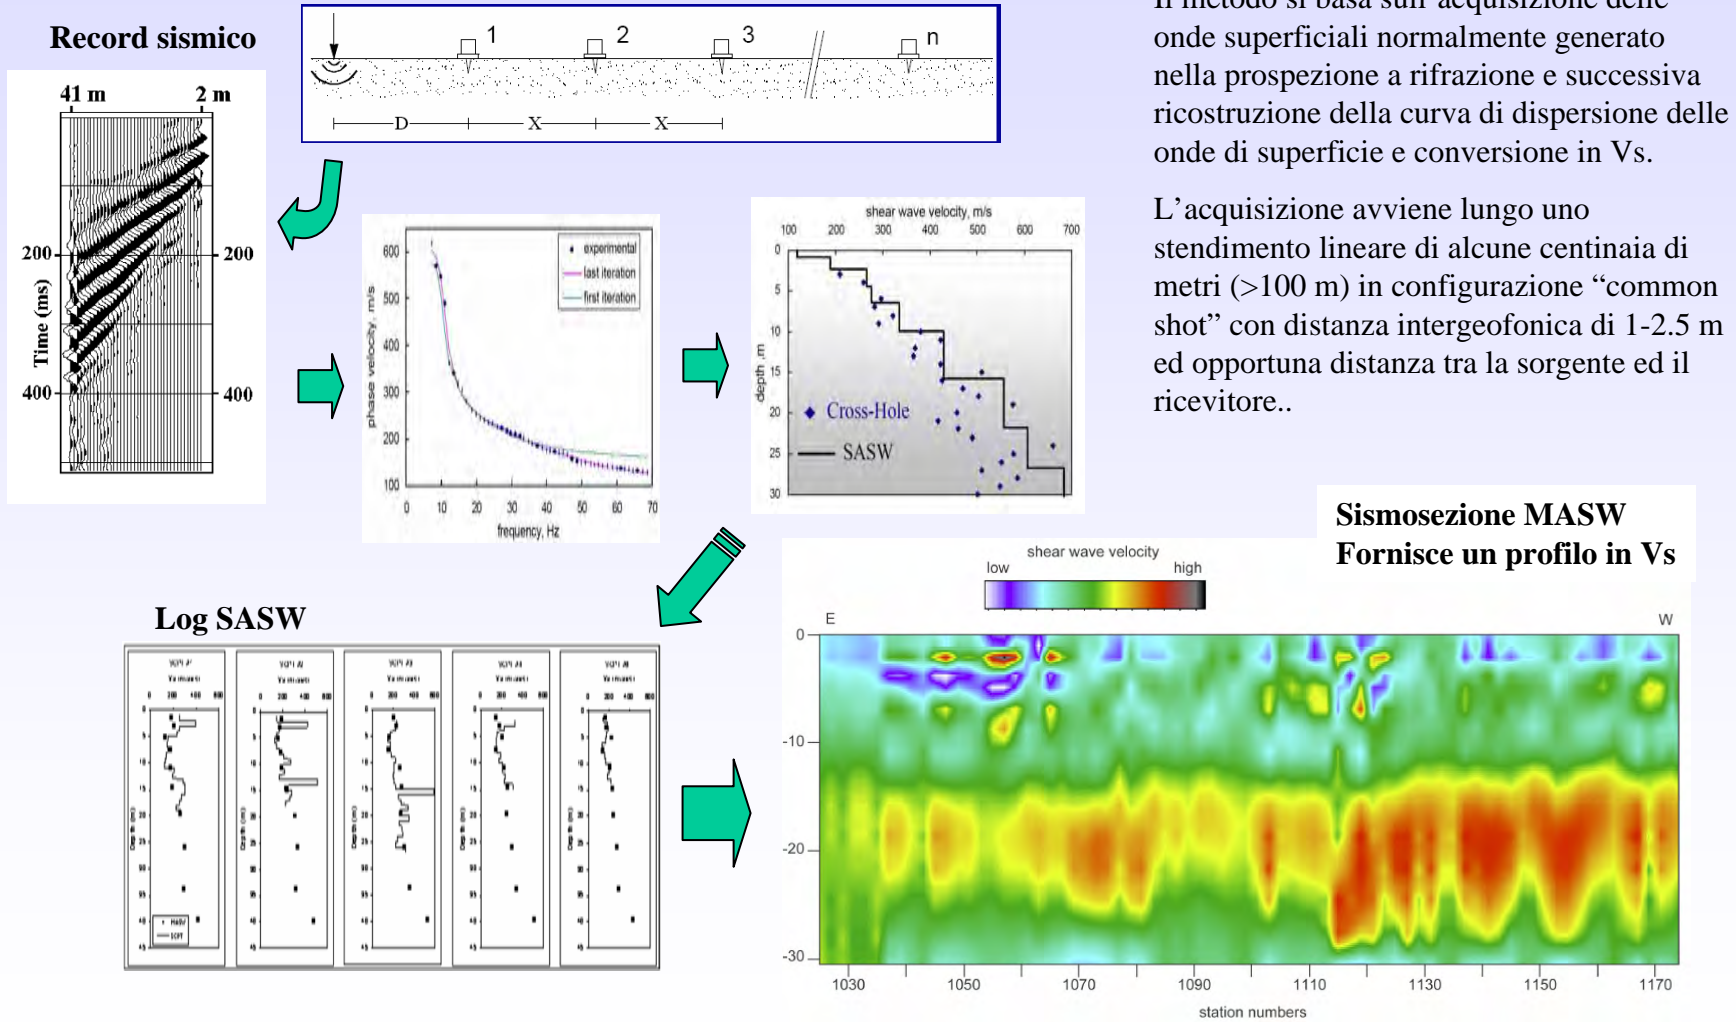 Il metodo si basa sull'acquisizione delle
onde superficiali normalmente generato
nella prospezione a rifrazione e successiva
ricostruzione della curva di dispersione delle
onde di superficie e conversione in Vs.
L'acquisizione avviene lungo uno
stendimento lineare di alcune centinaia di
metri (>100 m) in configurazione “common
shot” con distanza intergeofonica di 1-2.5 m
ed opportuna distanza tra la sorgente ed il
ricevitore..
Record sismico
41 m 2 m
200 200
400 400
Time (ms)
1 2 3 n
D X X
phase velocity, m/s
600
500
400
300
200
100
0 10 20 30 40 50 60 70
frequency, Hz
experimental
last iteration
first iteration
shear wave velocity, m/s
100 200 300 400 500 600 700
depth ,m
0
5
10
15
20
25
30
Cross-Hole
SASW
Log SASW
Depth (m)
Depth (m)
Depth (m)
Depth (m)
Depth (m)
MASW
SCPT
Sismosezione MASW
Fornisce un profilo in Vs
shear wave velocity
low high
E W
0
-10
-20
-30
1030 1050 1070 1090 1110 1130 1150 1170
station numbers